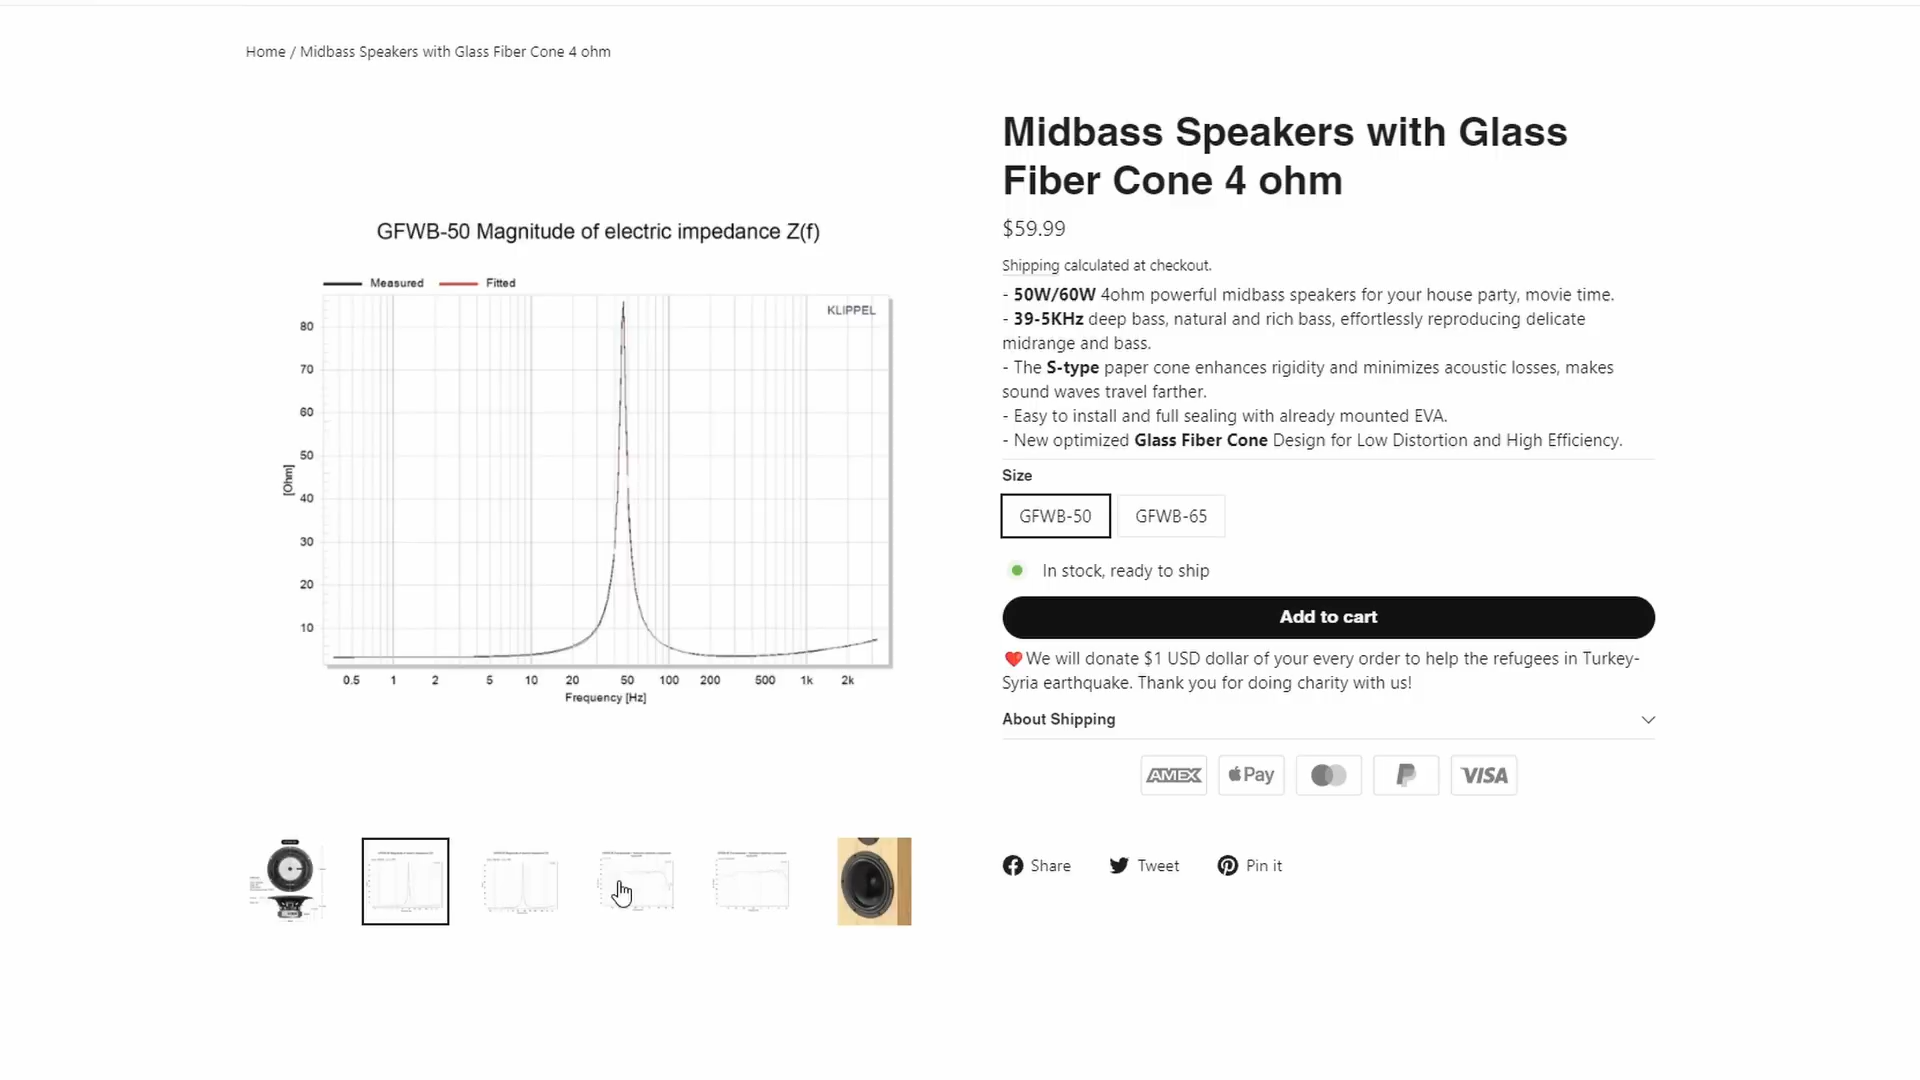 Home / Midbass Speakers with Glass Fiber Cone 4 ohm
GFWB-50 Magnitude of electric impedance Z(f)
Measured Fitted
KLIPPEL
80
70
60
50
40
30
20
10
[Ohm]
0.5 1 2 5 10 20 50 100 200 500 1k 2k
Frequency [Hz]
Midbass Speakers with Glass
Fiber Cone 4 ohm
$59.99
Shipping calculated at checkout.
- 50W/60W 4ohm powerful midbass speakers for your house party, movie time.
- 39-5KHz deep bass, natural and rich bass, effortlessly reproducing delicate
midrange and bass.
- The S-type paper cone enhances rigidity and minimizes acoustic losses, makes
sound waves travel farther.
- Easy to install and full sealing with already mounted EVA.
- New optimized Glass Fiber Cone Design for Low Distortion and High Efficiency.
Size
GFWB-50 GFWB-65
In stock, ready to ship
Add to cart
We will donate $1 USD dollar of your every order to help the refugees in Turkey-
Syria earthquake. Thank you for doing charity with us!
About Shipping
AMEX Pay VISA
Share Tweet Pin it